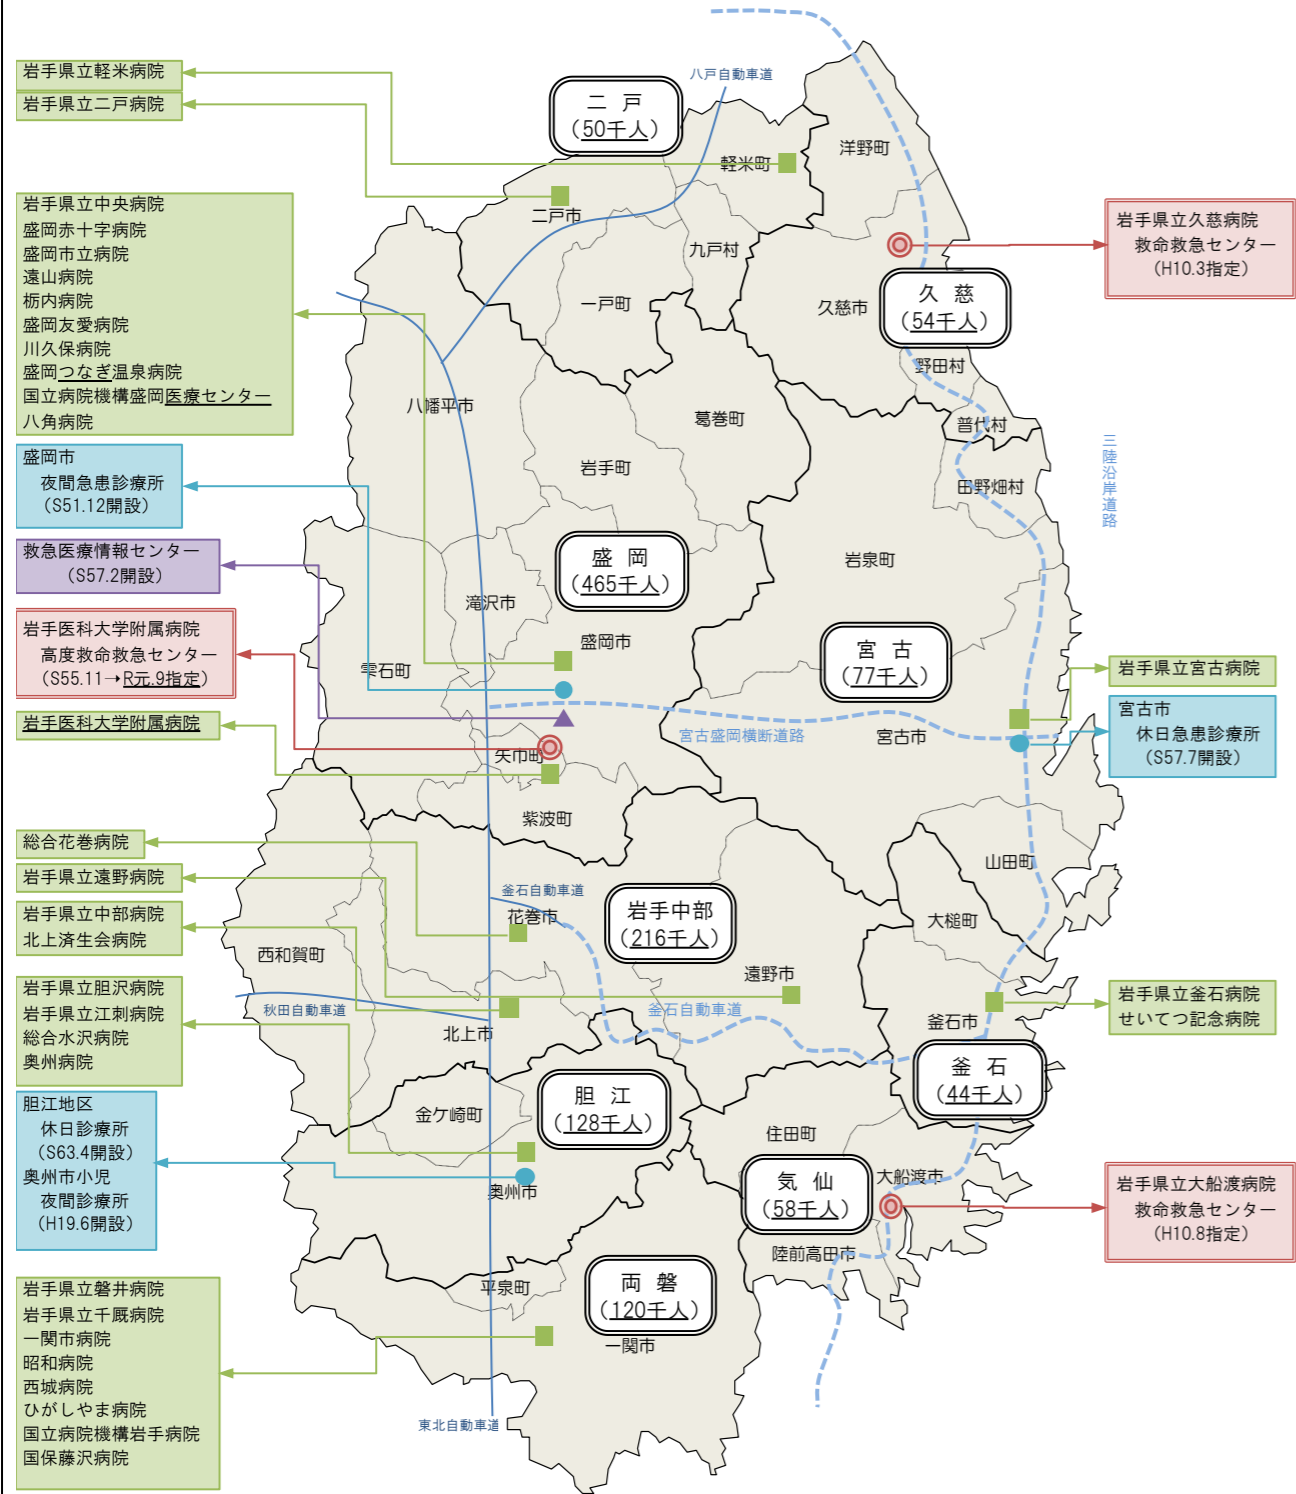 岩手県立軽米病院
岩手県立二戸病院
岩手県立中央病院
盛岡赤十字病院
盛岡市立病院
遠山病院
栃内病院
盛岡友愛病院
川久保病院
盛岡つなぎ温泉病院
国立病院機構盛岡医療センター
八角病院
盛岡市
夜間急患診療所
(S51.12開設)
救急医療情報センター
(S57.2開設)
岩手医科大学附属病院
高度救命救急センター
(S55.11→R元.9指定)
岩手医科大学附属病院
総合花巻病院
岩手県立遠野病院
岩手県立中部病院
北上済生会病院
岩手県立胆沢病院
岩手県立江刺病院
総合水沢病院
奥州病院
胆江地区
休日診療所
(S63.4開設)
奥州市小児
夜間診療所
(H19.6開設)
岩手県立磐井病院
岩手県立千厩病院
一関市病院
昭和病院
西城病院
ひがしやま病院
国立病院機構岩手病院
国保藤沢病院
八戸自動車道
二戸
(50千人)
軽米町
洋野町
二戸市
九戸村
一戸町
久慈市
久慈
(54千人)
野田村
普代村
八幡平市
葛巻町
岩手町
田野畑村
三陸沿岸道路
岩泉町
盛岡
(465千人)
滝沢市
盛岡市
雫石町
宮古
(77千人)
宮古盛岡横断道路
宮古市
矢巾町
紫波町
山田町
釜石自動車道
花巻市
岩手中部
(216千人)
大槌町
西和賀町
遠野市
秋田自動車道
釜石自動車道
北上市
釜石市
釜石
(44千人)
胆江
(128千人)
金ケ崎町
住田町
奥州市
気仙
(58千人)
大船渡市
陸前高田市
平泉町
両磐
(120千人)
一関市
東北自動車道
岩手県立久慈病院
救命救急センター
(H10.3指定)
岩手県立宮古病院
宮古市
休日急患診療所
(S57.7開設)
岩手県立釜石病院
せいてつ記念病院
岩手県立大船渡病院
救命救急センター
(H10.8指定)